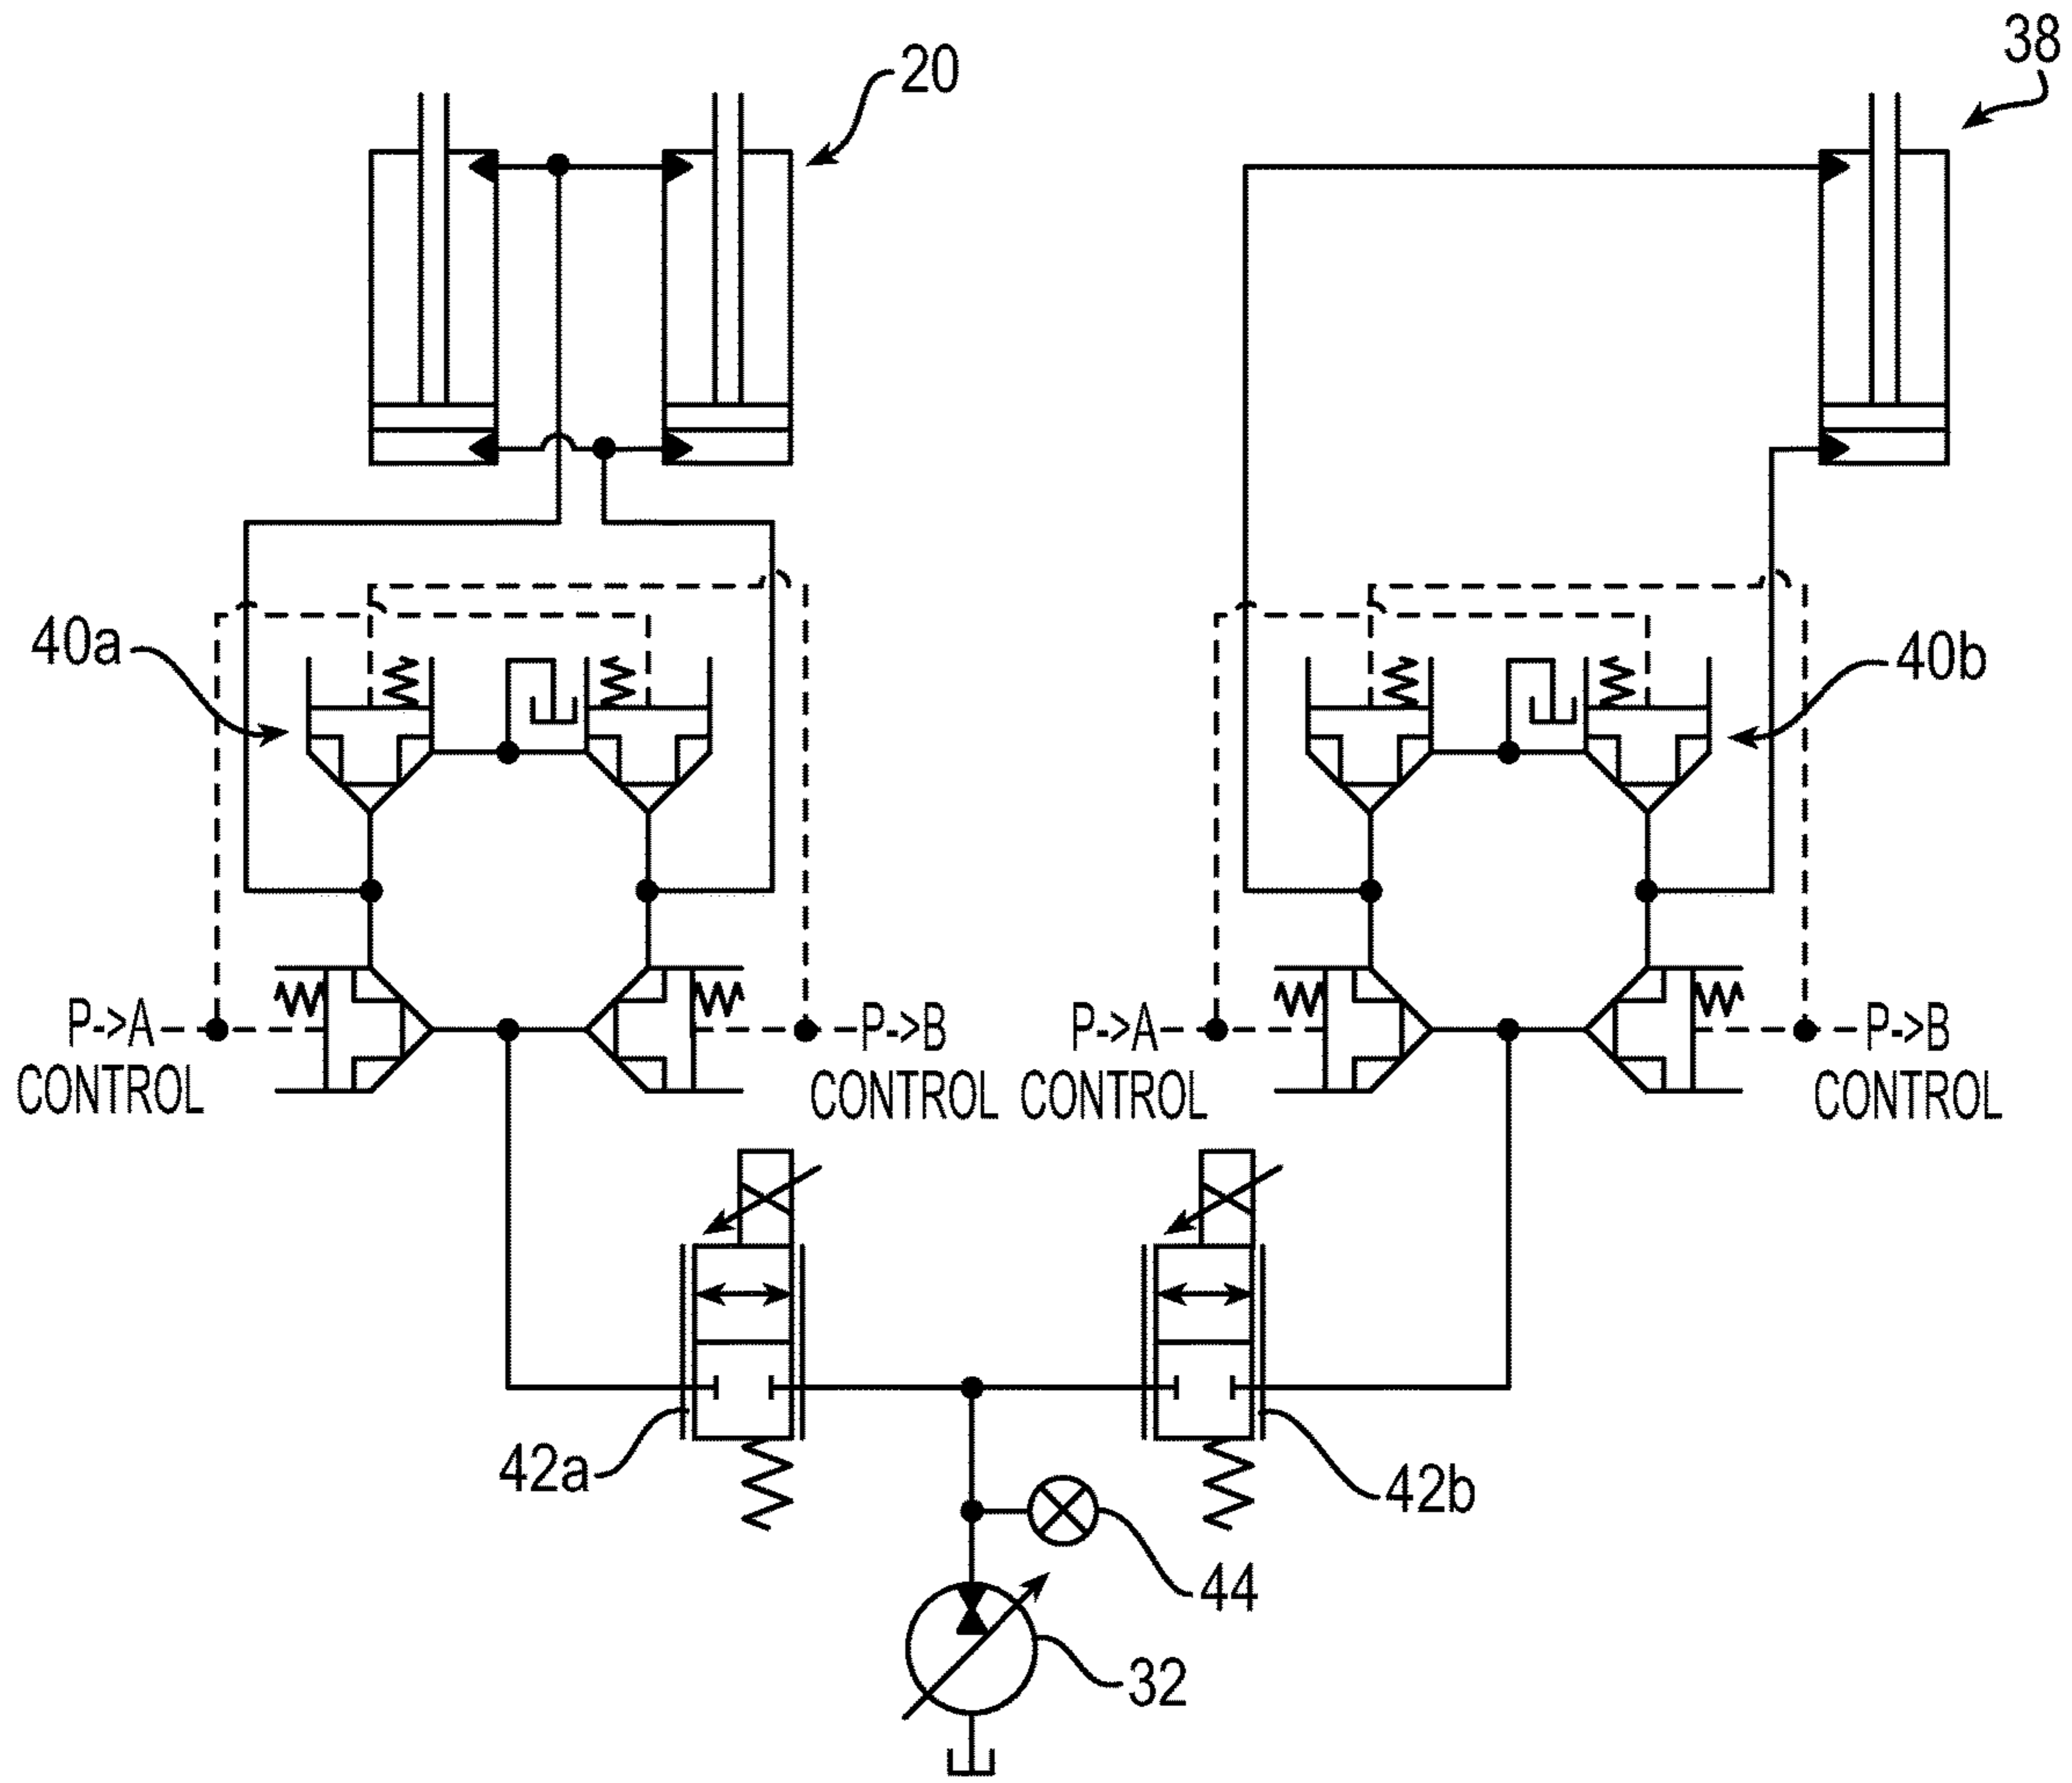 38
20
40a
40b
P->A
CONTROL
P->B
CONTROL
P->A
CONTROL
P->B
CONTROL
42a
42b
44
32